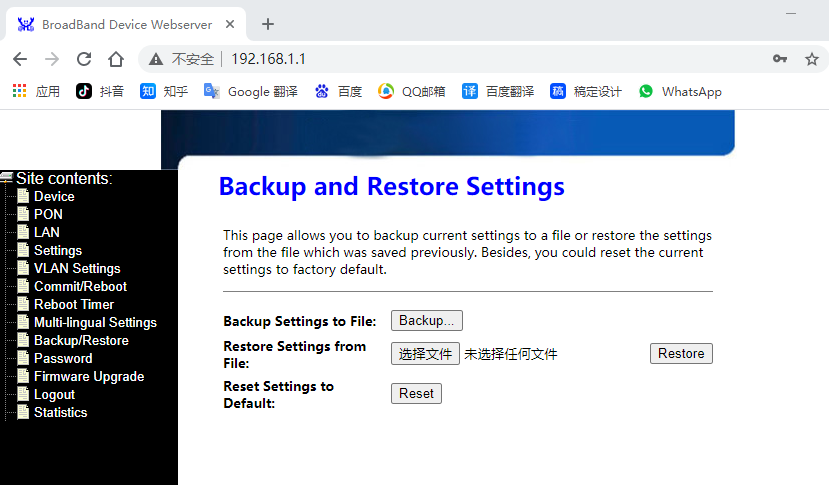 BroadBand Device Webserver
不安全 192.168.1.1
应用 抖音 知乎 Google 翻译 百度 QQ邮箱 百度翻译 稿定设计 WhatsApp
知 译 稿
Site contents:
Device
PON
LAN
Settings
VLAN Settings
Commit/Reboot
Reboot Timer
Multi-lingual Settings
Backup/Restore
Password
Firmware Upgrade
Logout
Statistics
Backup and Restore Settings
This page allows you to backup current settings to a file or restore the settings
from the file which was saved previously. Besides, you could reset the current
settings to factory default.
Backup Settings to File: Backup...
Restore Settings from
File: 选择文件 未选择任何文件 Restore
Reset Settings to
Default: Reset